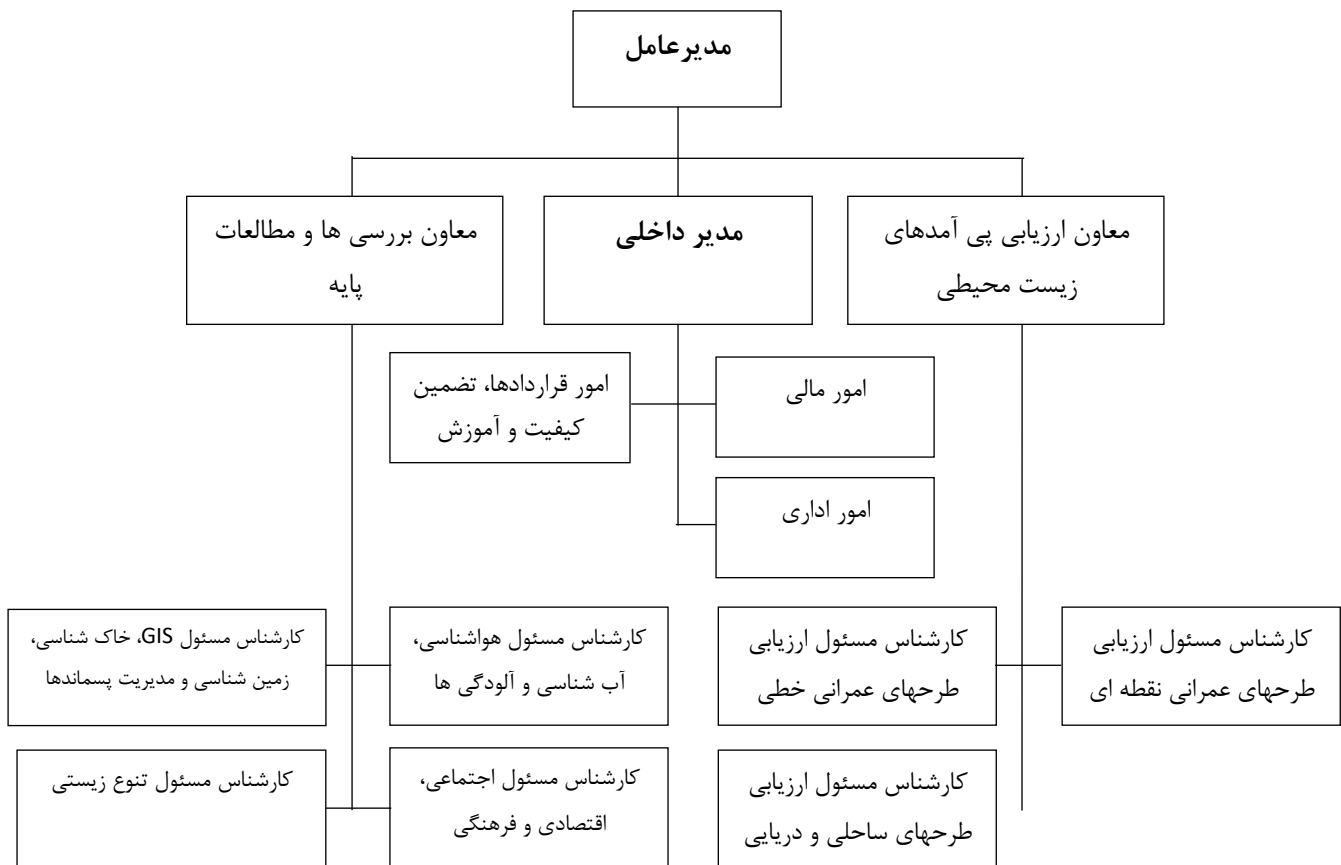 مدیرعامل
معاون ارزیابی پی آمدهای
زیست محیطی
مدیر داخلی
معاون بررسی ها و مطالعات
پایه
امور مالی
امور قراردادها، تضمین
کیفیت و آموزش
امور اداری
کارشناس مسئول ارزیابی
طرحهای عمرانی نقطه ای
کارشناس مسئول ارزیابی
طرحهای عمرانی خطی
کارشناس مسئول هواشناسی،
آب شناسی و آلودگی ها
کارشناس مسئول GIS، خاک شناسی،
زمین شناسی و مدیریت پسماندها
کارشناس مسئول ارزیابی
طرحهای ساحلی و دریایی
کارشناس مسئول اجتماعی،
اقتصادی و فرهنگی
کارشناس مسئول تنوع زیستی